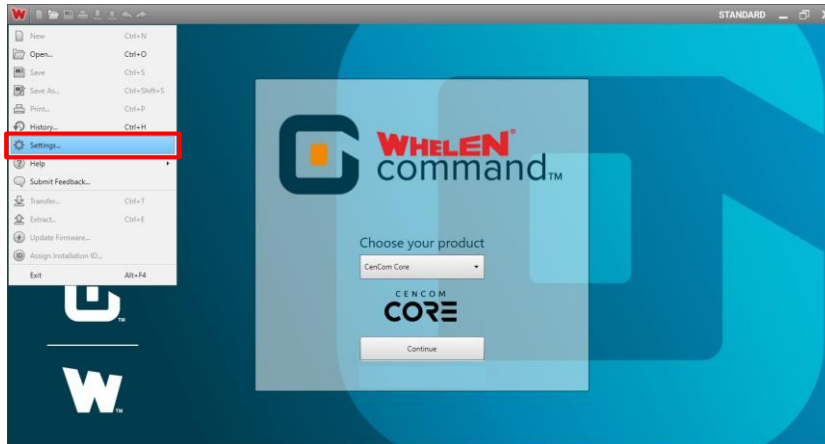 W STANDARD
New Ctrl+N
Open... Ctrl+O
Save Ctrl+S
Save As... Ctrl+Shift+S
Print... Ctrl+P
History... Ctrl+H
Settings...
Help
Submit Feedback...
Transfer... Ctrl+T
Extract... Ctrl+E
Update Firmware...
Assign Installation ID...
Exit Alt+F4
WHELEN®
command™
Choose your product
CenCom Core
CENCOM
CORE
Continue
TM
W TM